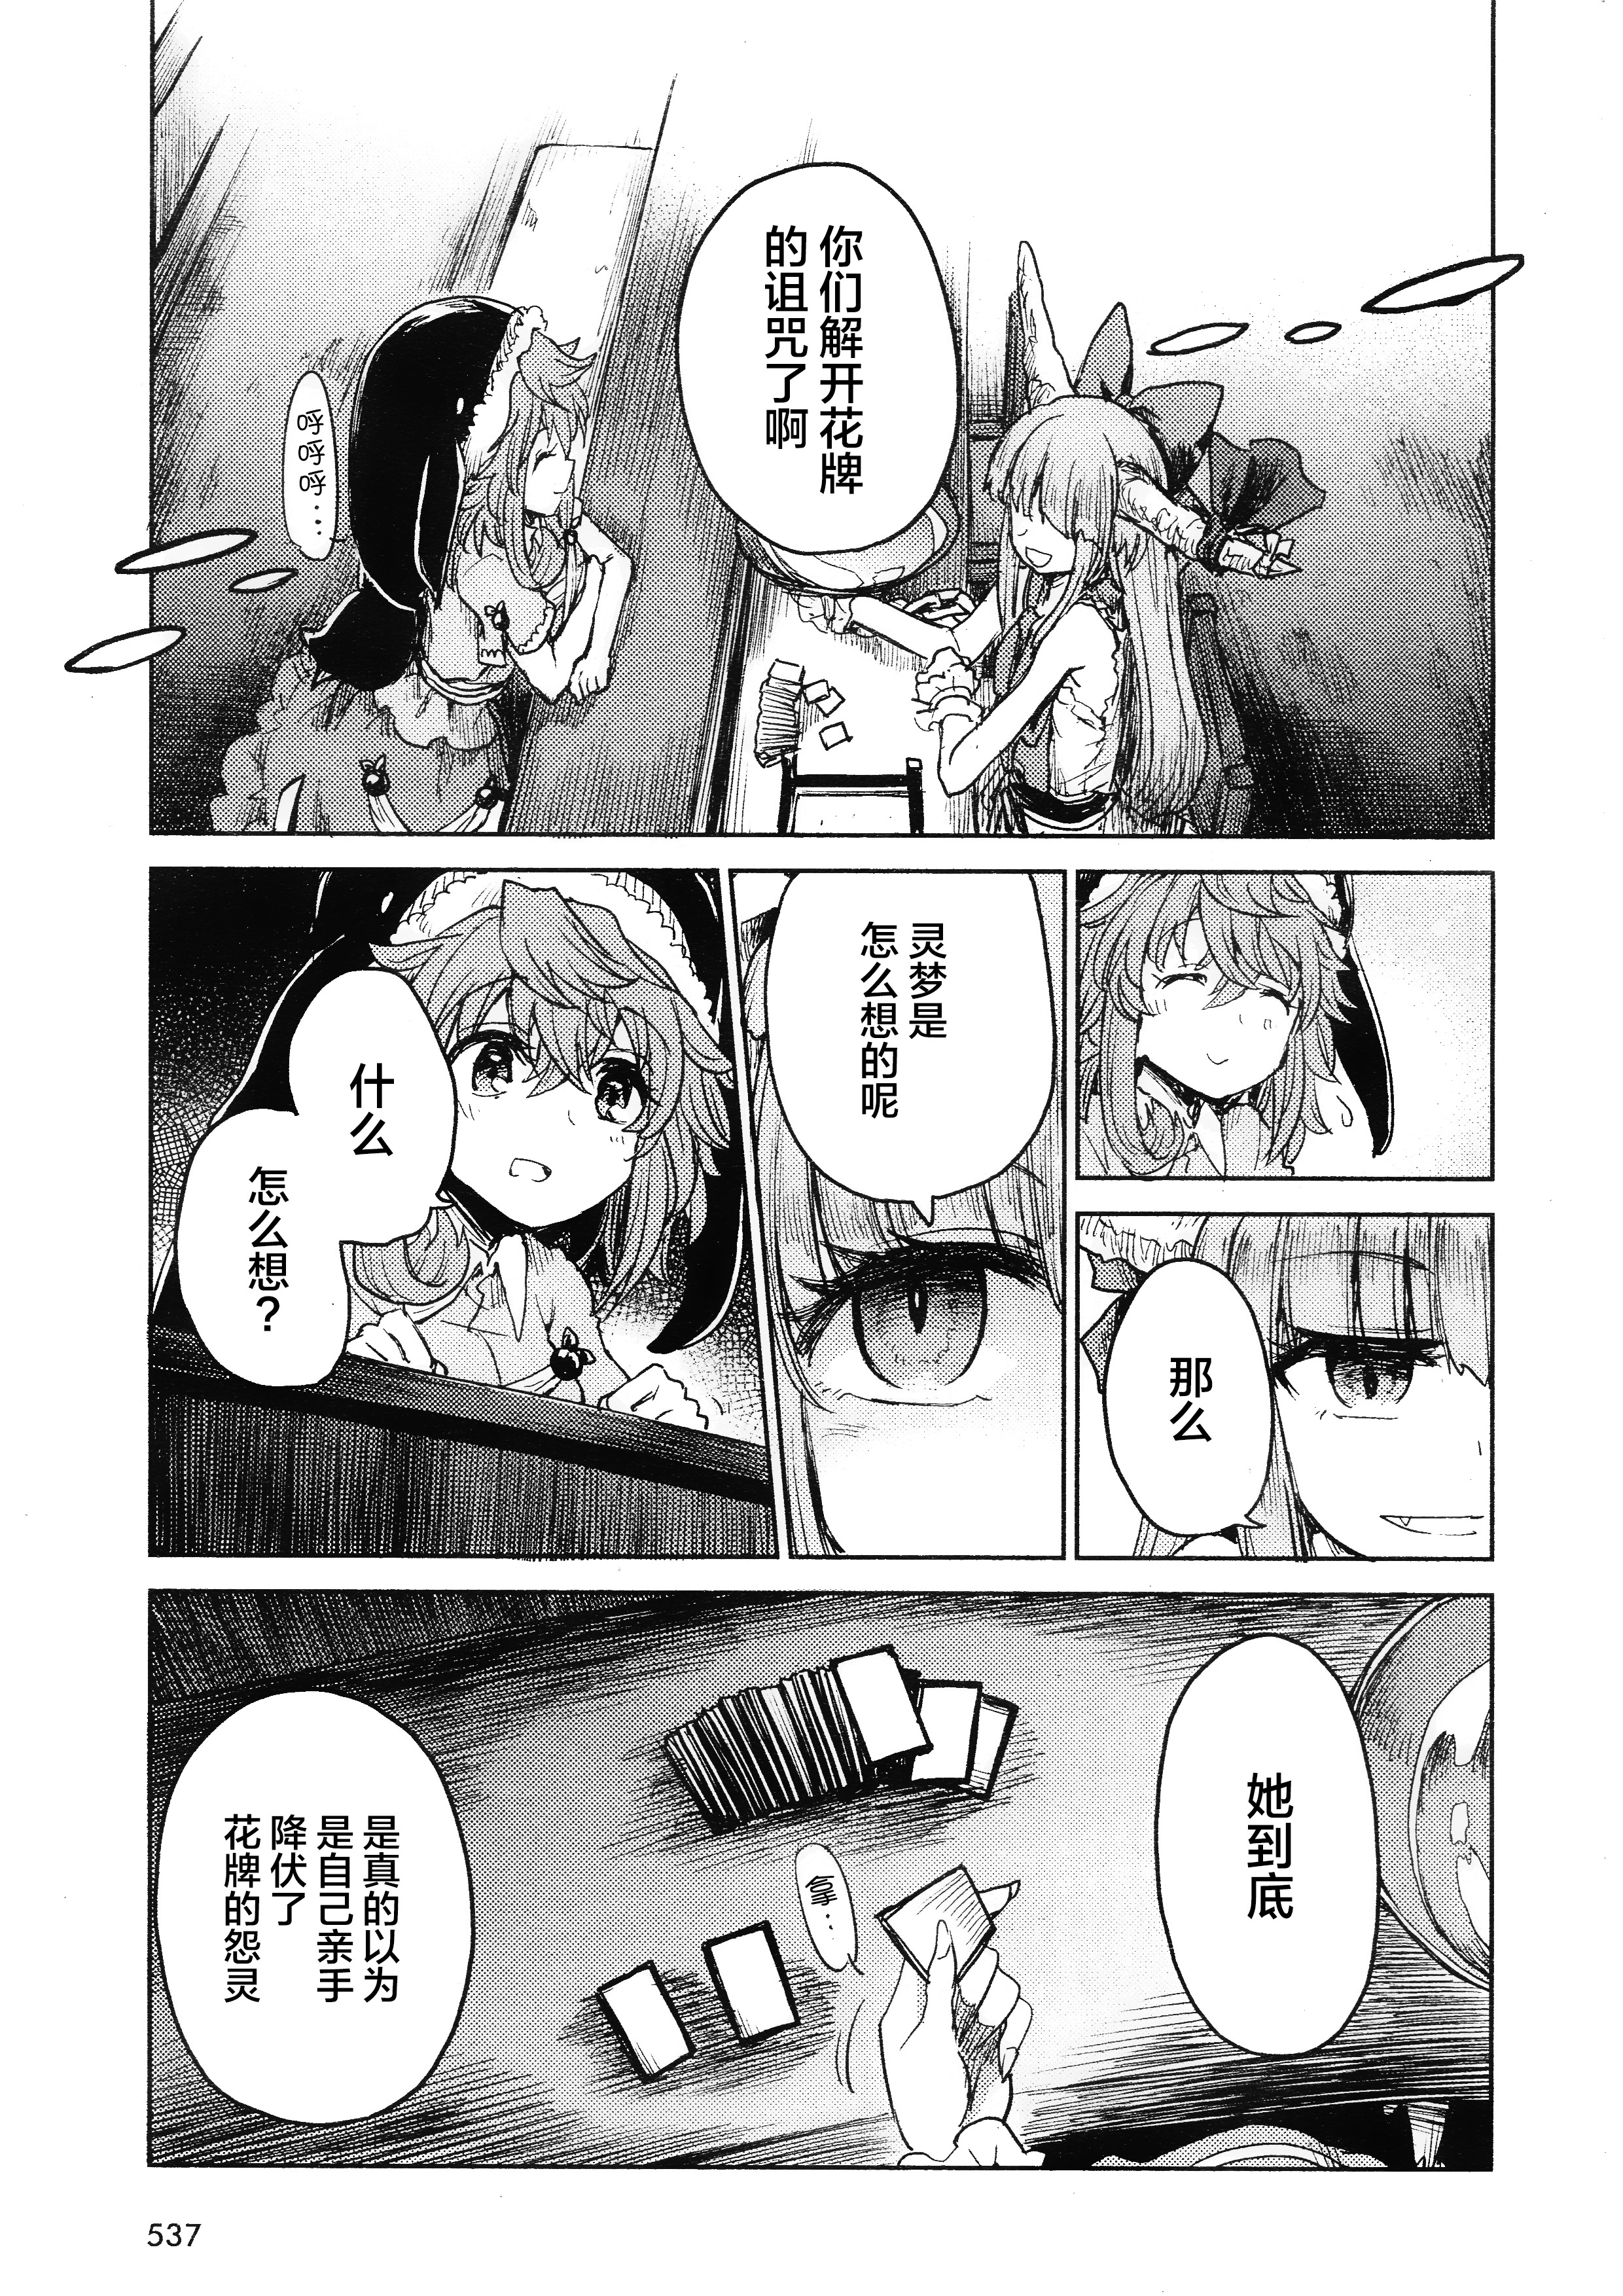 你们解开花牌
的诅咒了啊
呼呼呼...
那么
灵梦是
怎么想的呢
什么
怎么想？
她到底
拿...
是真的以为
是自己亲手
降伏了
花牌的怨灵
537